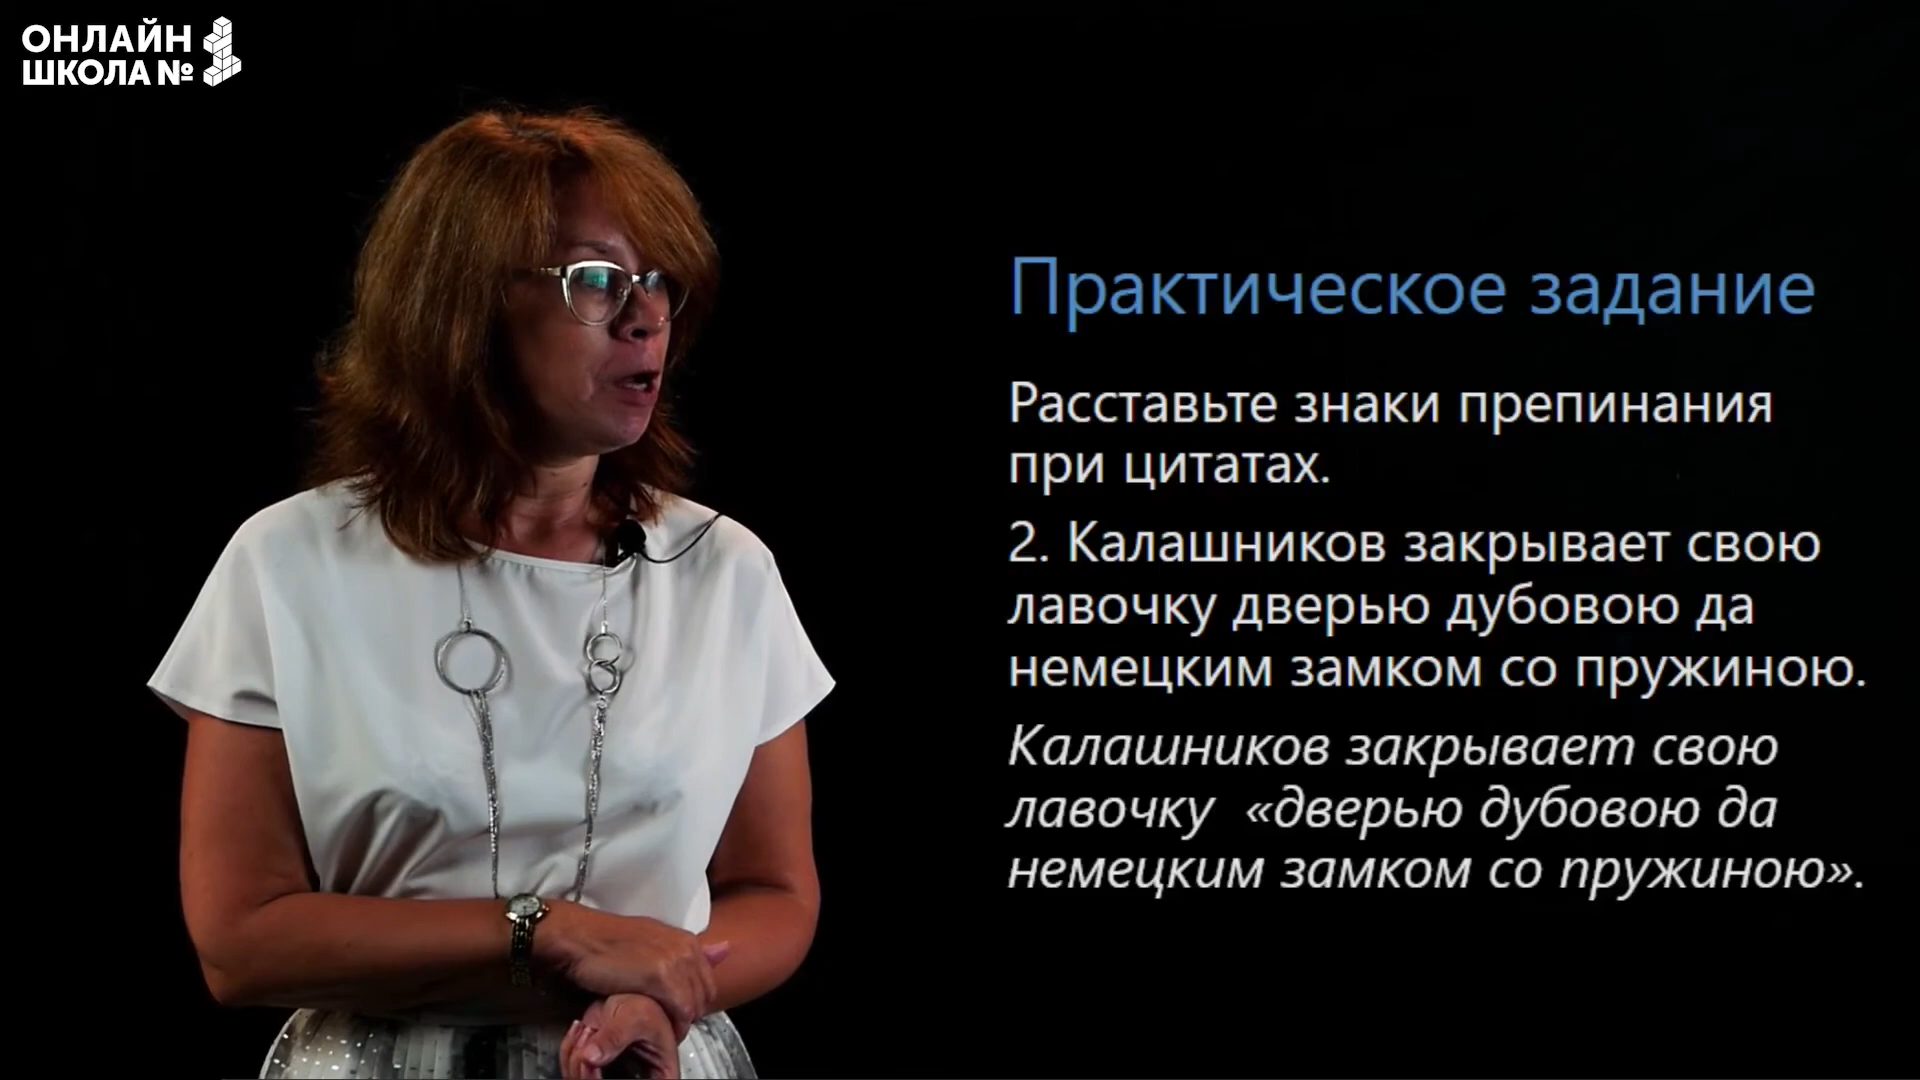 ОНЛАЙН
ШКОЛА №
Практическое задание
Расставьте знаки препинания
при цитатах.
2. Калашников закрывает свою
лавочку дверью дубовою да
немецким замком со пружиною.
Калашников закрывает свою
лавочку «дверью дубовою да
немецким замком со пружиною».